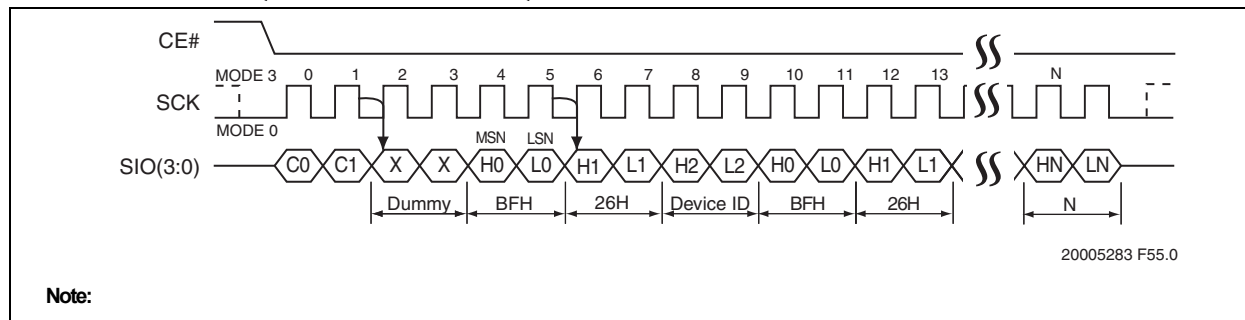 CE#
MODE 3 0 1 2 3 4 5 6 7 8 9 10 11 12 13 N
SCK
MODE 0
MSN LSN
SIO(3:0) C0 C1 X X H0 L0 H1 L1 H2 L2 H0 L0 H1 L1 HN LN
Dummy BFH 26H Device ID BFH 26H N
20005283 F55.0
Note: